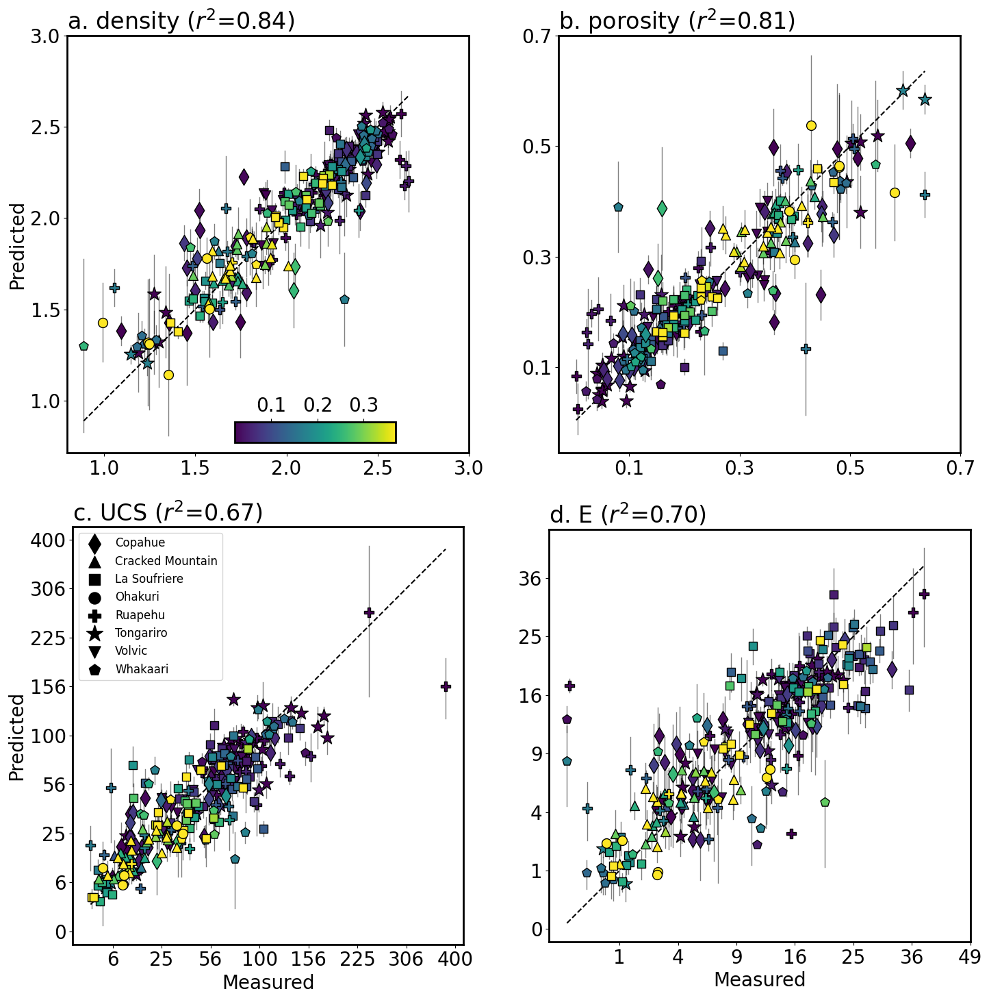 a. density (r²=0.84)
3.0
2.5
2.0
1.5
1.0
Predicted
0.1 0.2 0.3
1.0 1.5 2.0 2.5 3.0
b. porosity (r²=0.81)
0.7
0.5
0.3
0.1
0.1 0.3 0.5 0.7
c. UCS (r²=0.67)
400
306
225
156
100
56
25
6
0
Predicted
Copahue
Cracked Mountain
La Soufriere
Ohakuri
Ruapehu
Tongariro
Volvic
Whakaari
6 25 56 100 156 225 306 400
Measured
d. E (r²=0.70)
36
25
16
9
4
1
0
1 4 9 16 25 36 49
Measured